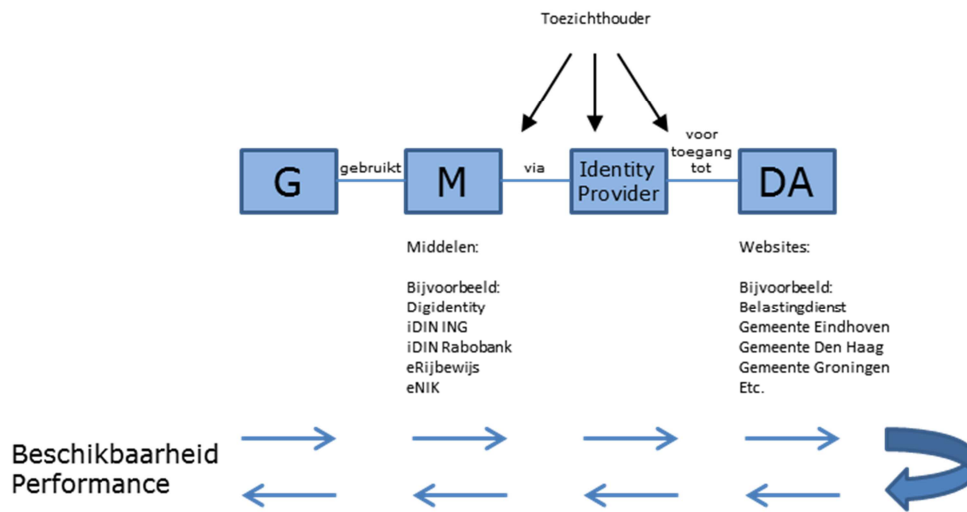 Toezichthouder
G
gebruikt
M
via
Identity
Provider
voor
toegang
tot
DA
Middelen:
Bijvoorbeeld:
Digidentity
iDIN ING
iDIN Rabobank
eRijbewijs
eNIK
Websites:
Bijvoorbeeld:
Belastingdienst
Gemeente Eindhoven
Gemeente Den Haag
Gemeente Groningen
Etc.
Beschikbaarheid
Performance